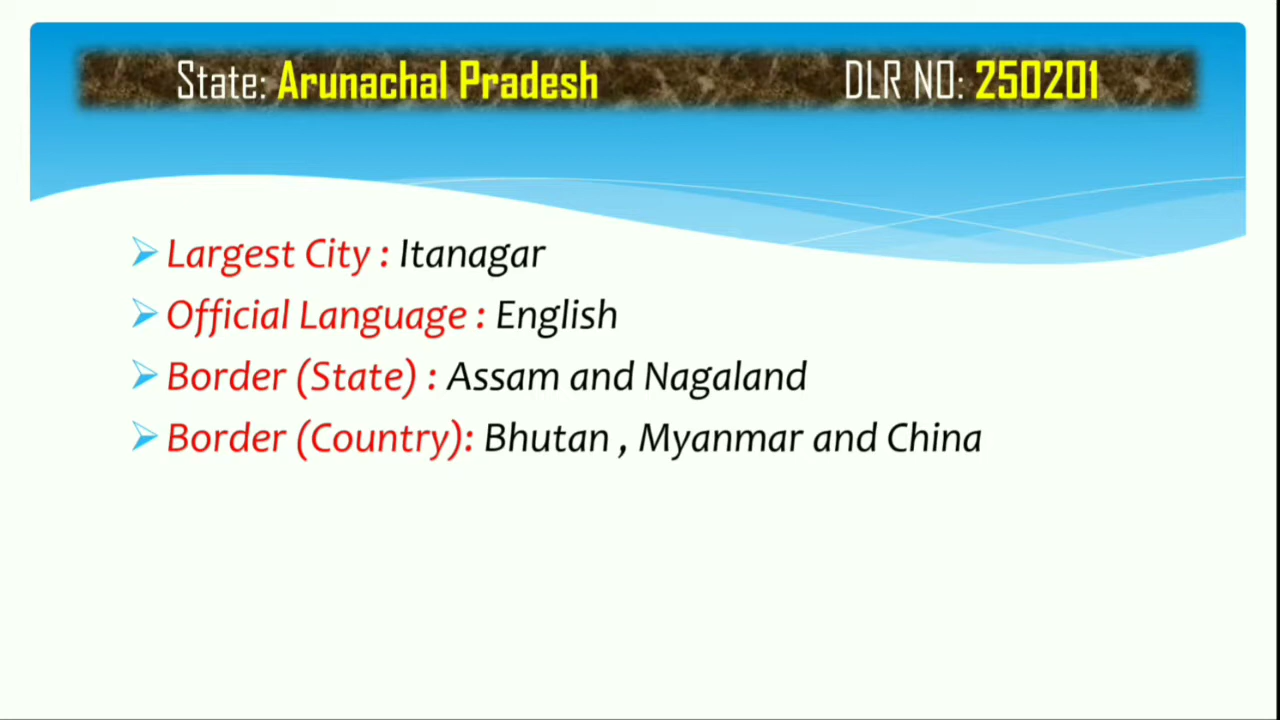 State: Arunachal Pradesh DLR NO: 250201
Largest City : Itanagar
Official Language : English
Border (State) : Assam and Nagaland
Border (Country): Bhutan , Myanmar and China